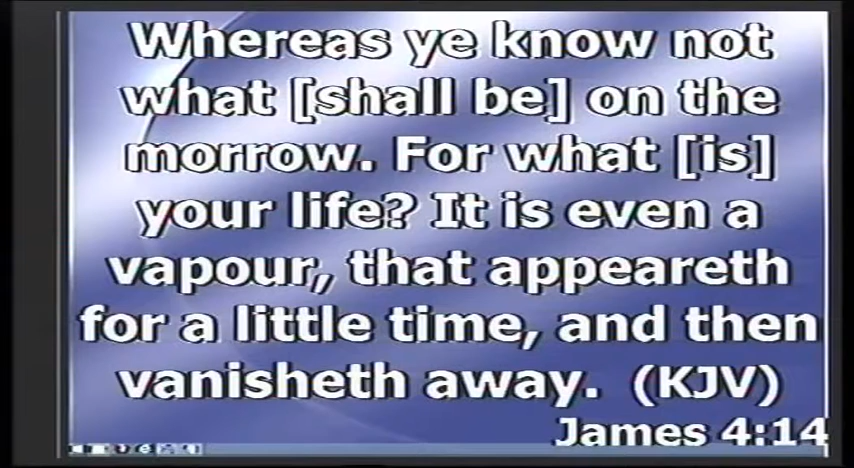 Whereas ye know not
what [shall be] on the
morrow. For what [is]
your life? It is even a
vapour, that appeareth
for a little time, and then
vanisheth away. (KJV)
James 4:14